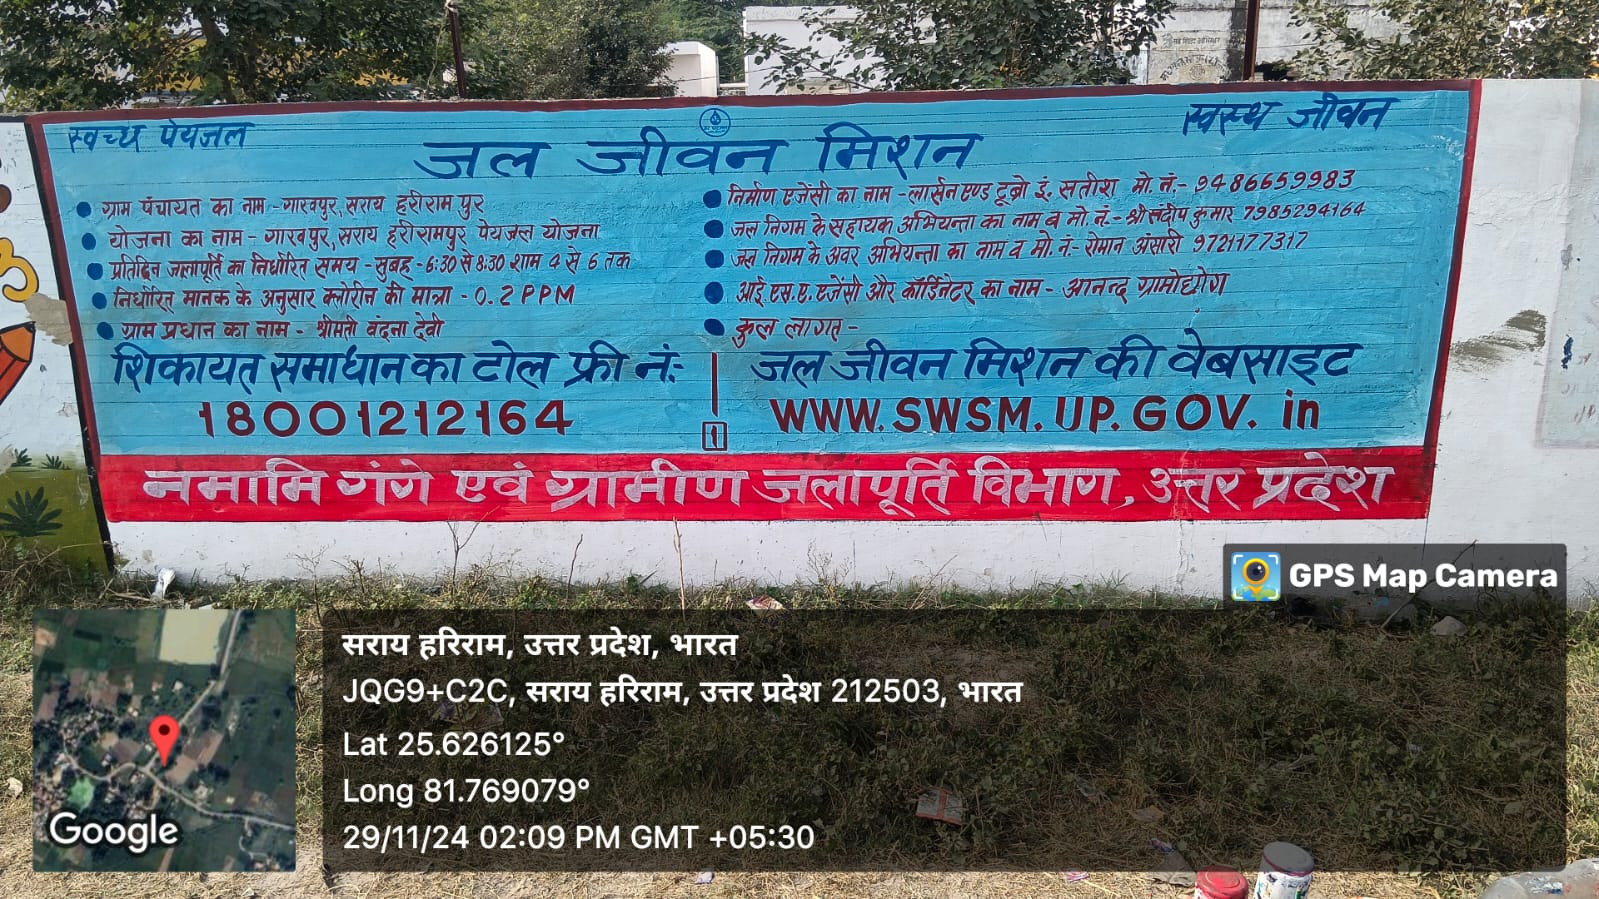 स्वच्छ पेयजल
स्वस्थ जीवन
जल जीवन मिशन
ग्राम पंचायत का नाम - गारवपुर, सराय हरीराम पुर
योजना का नाम - गारवपुर, सराय हरीरामपुर पेयजल योजना
प्रतिदिन जलापूर्ति का निर्धारित समय - सुबह - 6:30 से 8:30 शाम 4 से 6 तक
निर्धारित मानक के अनुसार क्लोरीन की मात्रा - 0.2 PPM
ग्राम प्रधान का नाम - श्रीमती वंदना देवी
निर्माण एजेंसी का नाम - लार्सन एण्ड टूब्रो इं. सतीश मो. नं.- 9486659983
जल निगम के सहायक अभियन्ता का नाम व मो. नं.- श्री संदीप कुमार 7985294164
जल निगम के अवर अभियन्ता का नाम व मो. नं.- रोमान अंसारी 9721177317
आई.एस.ए. एजेंसी और कॉर्डिनेटर का नाम - आनन्द ग्रामोद्योग
कुल लागत -
शिकायत समाधान का टोल फ्री नं:-
18001212164
जल जीवन मिशन की वेबसाइट
WWW.SWSM.UP.GOV.in
1
नमामि गंगे एवं ग्रामीण जलापूर्ति विभाग, उत्तर प्रदेश
GPS Map Camera
सराय हरिराम, उत्तर प्रदेश, भारत
JQG9+C2C, सराय हरिराम, उत्तर प्रदेश 212503, भारत
Lat 25.626125°
Long 81.769079°
29/11/24 02:09 PM GMT +05:30
Google